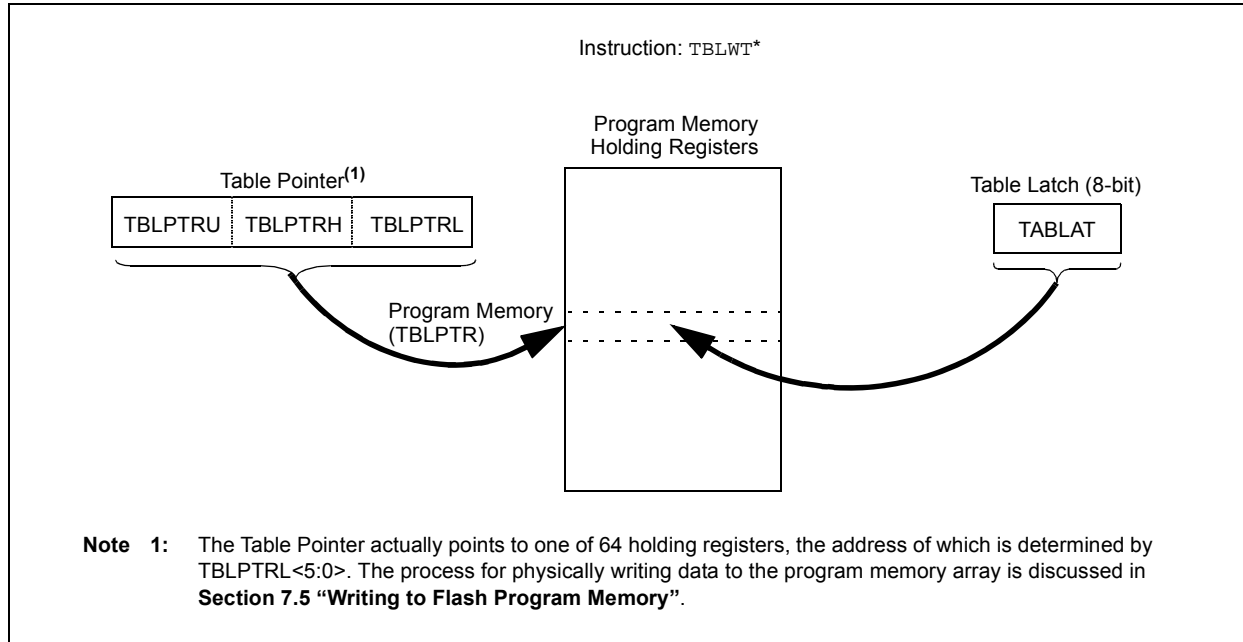 Instruction: TBLWT*
Program Memory
Holding Registers
Table Pointer(1)
Table Latch (8-bit)
TBLPTRU TBLPTRH TBLPTRL
TABLAT
Program Memory
(TBLPTR)
Note 1: The Table Pointer actually points to one of 64 holding registers, the address of which is determined by
TBLPTRL<5:0>. The process for physically writing data to the program memory array is discussed in
Section 7.5 “Writing to Flash Program Memory”.